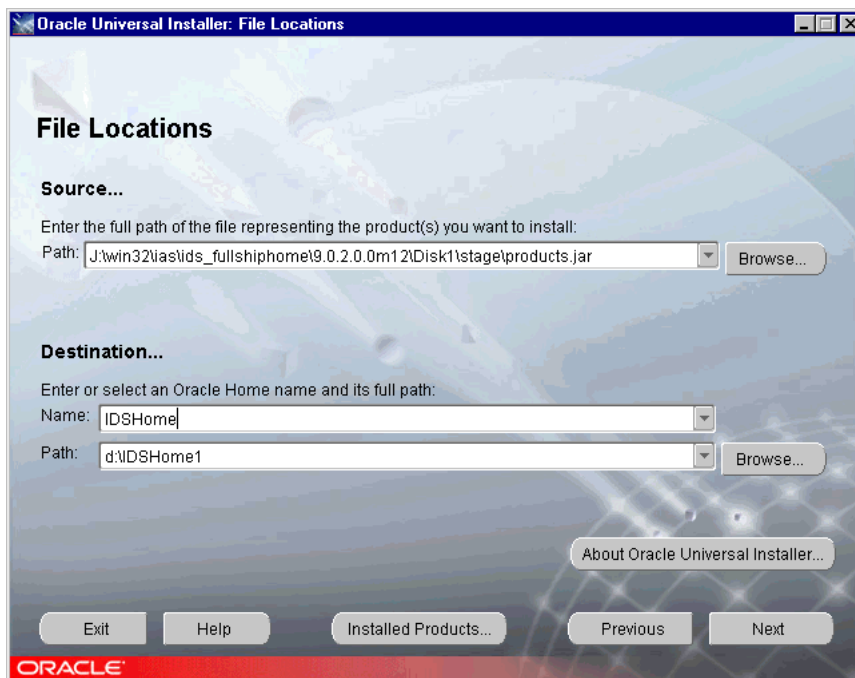 Oracle Universal Installer: File Locations
File Locations
Source...
Enter the full path of the file representing the product(s) you want to install:
Path: J:\win32\ias\ids_fullshiphome\9.0.2.0.0m12\Disk1\stage\products.jar Browse...
Destination...
Enter or select an Oracle Home name and its full path:
Name: IDSHome
Path: d:\IDSHome1 Browse...
About Oracle Universal Installer...
Exit Help Installed Products... Previous Next
ORACLE